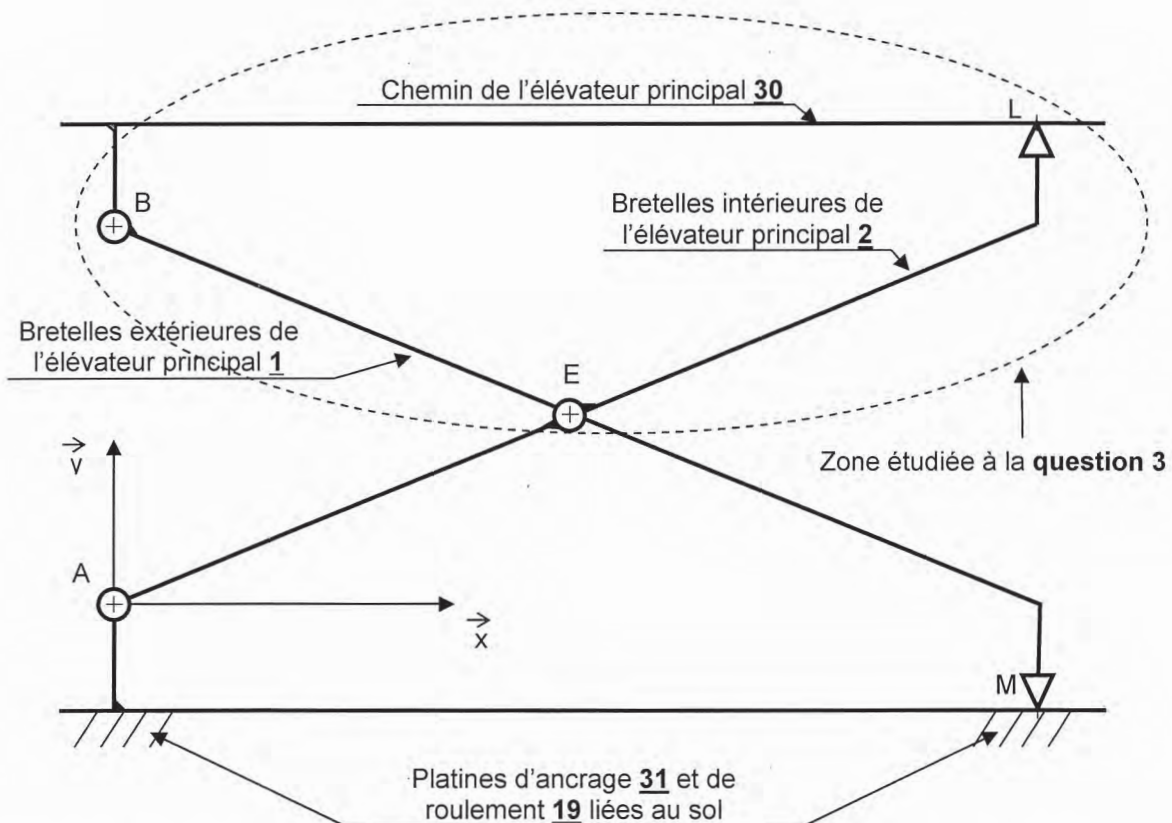 Chemin de l'élévateur principal 30
L
B
Bretelles intérieures de
l'élévateur principal 2
Bretelles extérieures de
l'élévateur principal 1
E
v
Zone étudiée à la question 3
A
x
M
Platines d'ancrage 31 et de
roulement 19 liées au sol